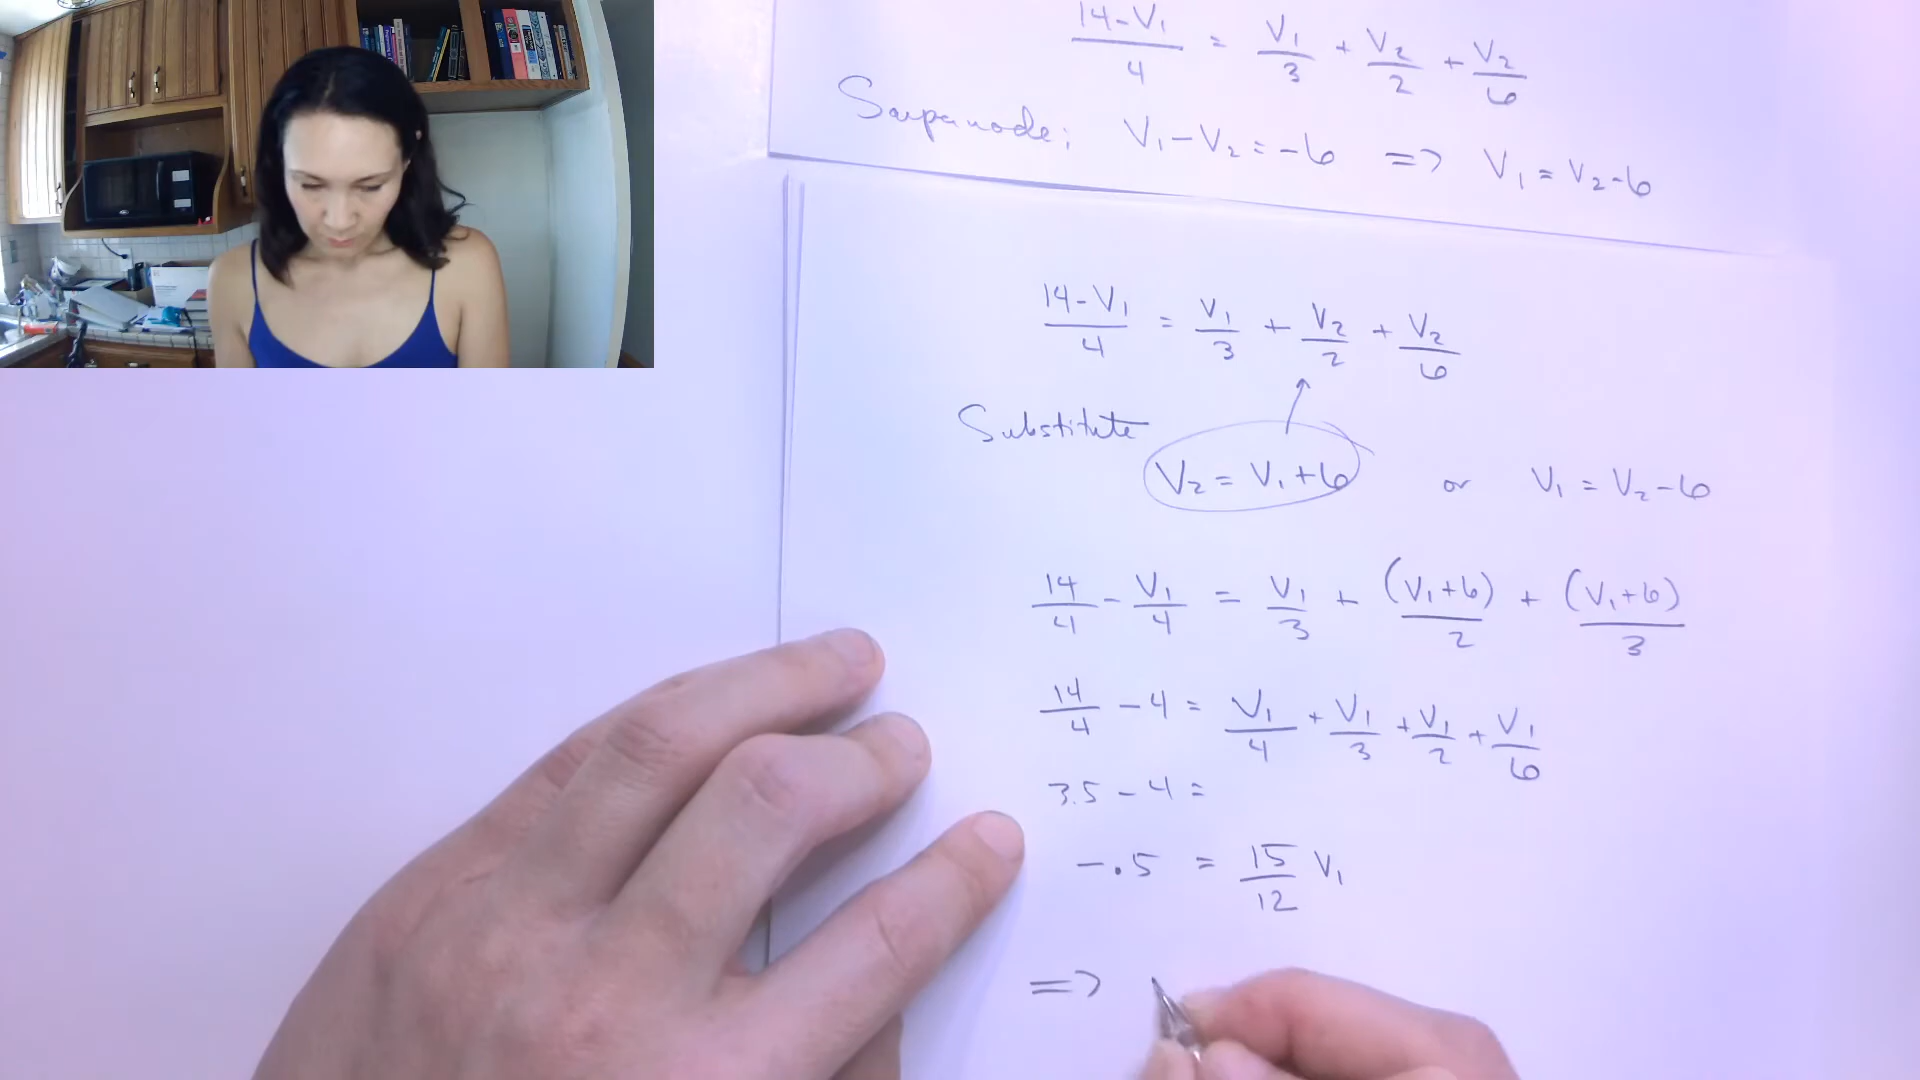 14-V₁/4 = V₁/3 + V₂/2 + V₂/6
Supernode; V₁-V₂ = -6 => V₁ = V₂-6
14-V₁/4 = V₁/3 + V₂/2 + V₂/6
Substitute
V₂ = V₁+6 or V₁ = V₂-6
14/4 - V₁/4 = V₁/3 + (V₁+6)/2 + (V₁+6)/3
14/4 - 4 = V₁/4 + V₁/3 + V₁/2 + V₁/6
3.5 - 4 =
-.5 = 15/12 V₁
=>